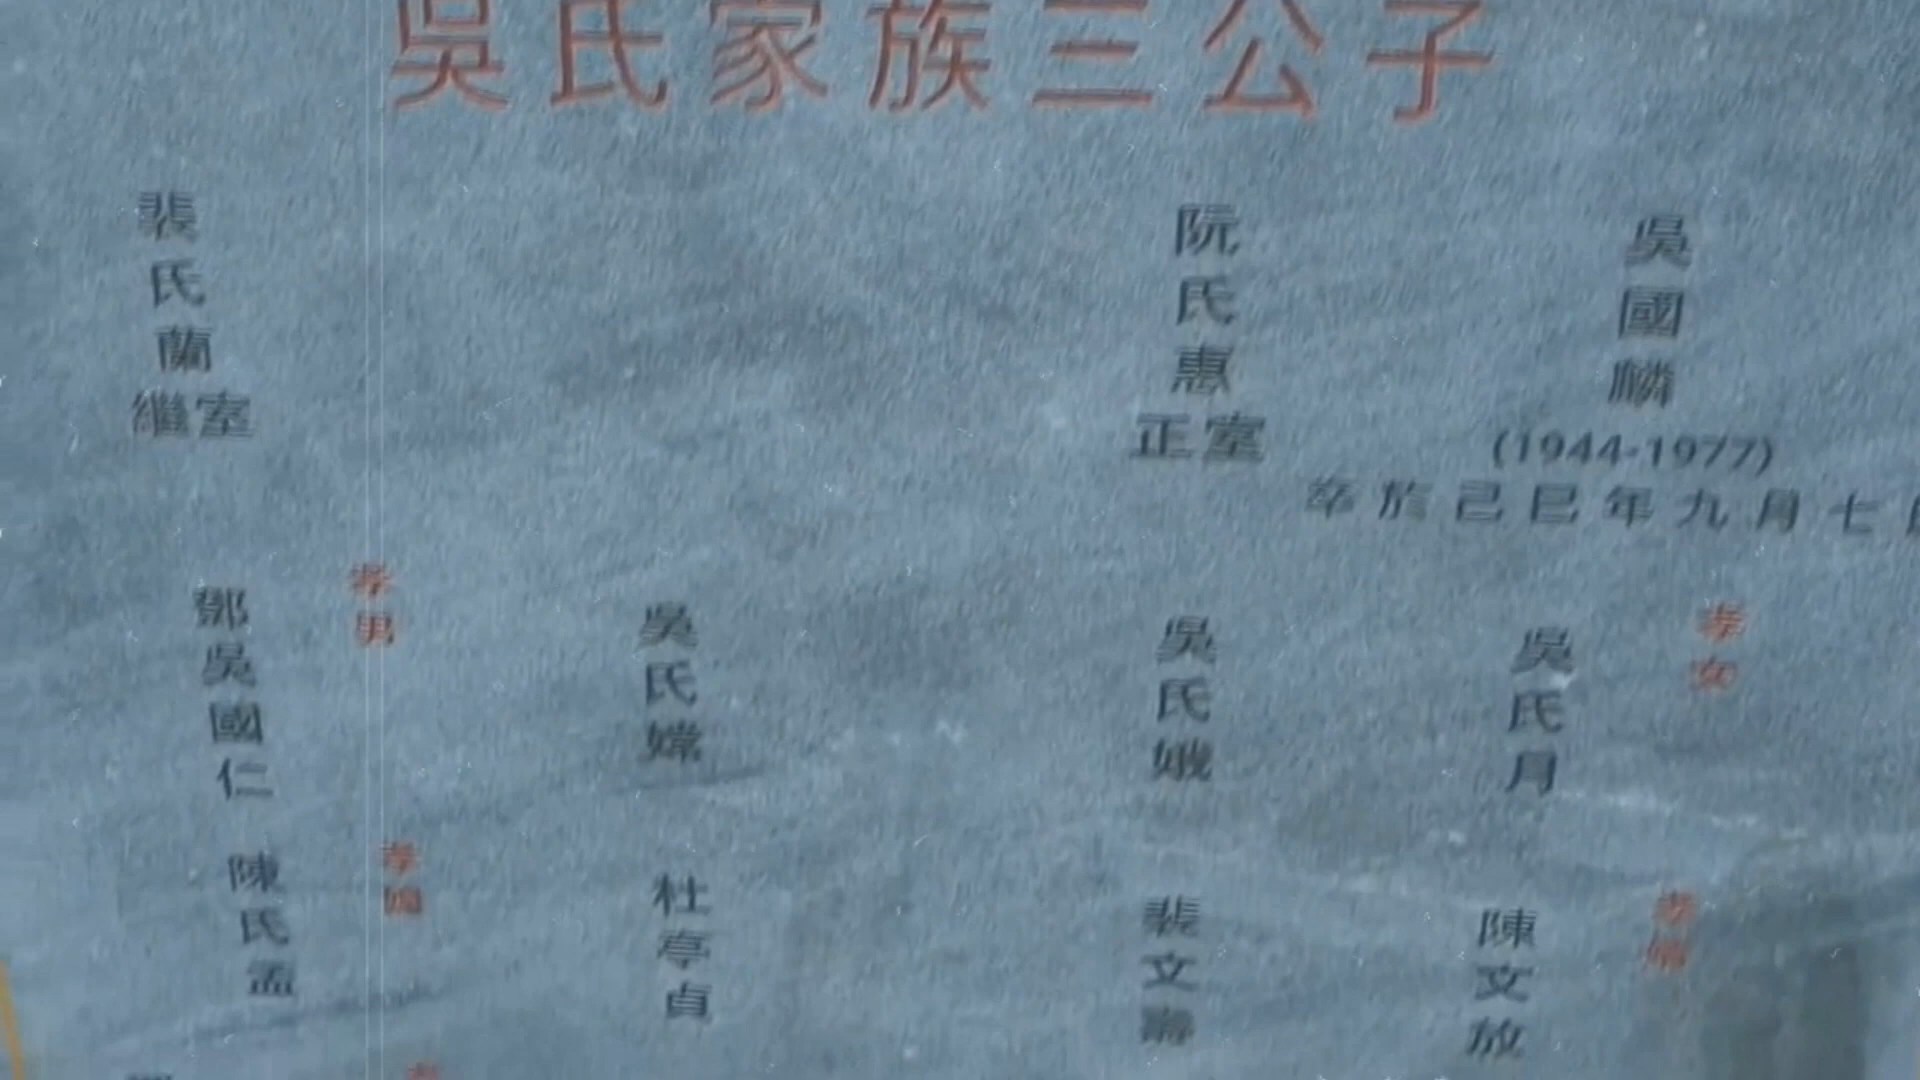 吳氏家族三公子
吳國麟
(1944-1977)
卒於己巳年九月七
阮氏惠
正室
裴氏蘭
繼室
孝女
吳氏月
吳氏娥
吳氏嫦
孝男
鄧吳國仁
孝婿
陳文放
裴文壽
杜亭貞
孝媳
陳氏孟